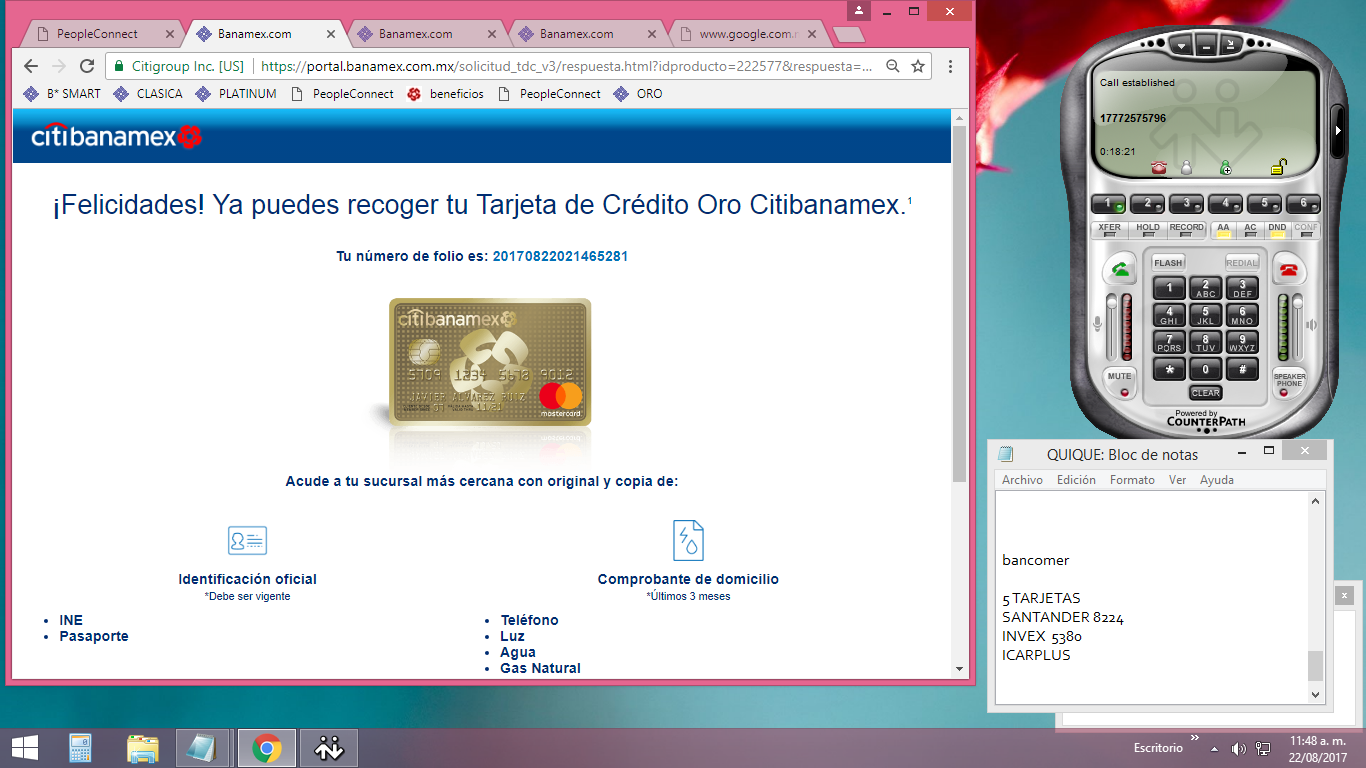 PeopleConnect
Banamex.com
Banamex.com
Banamex.com
www.google.com.
Citigroup Inc. [US]
https://portal.banamex.com.mx/solicitud_tdc_v3/respuesta.html?idproducto=222577&respuesta=...
B* SMART
CLASICA
PLATINUM
PeopleConnect
beneficios
PeopleConnect
ORO
citibanamex
¡Felicidades! Ya puedes recoger tu Tarjeta de Crédito Oro Citibanamex.1
Tu número de folio es: 20170822021465281
citibanamex
5709 1234 5678 9012
JAVIER ALVAREZ RUIZ
07 11/21
mastercard
Acude a tu sucursal más cercana con original y copia de:
Identificación oficial
*Debe ser vigente
• INE
• Pasaporte
Comprobante de domicilio
*Últimos 3 meses
• Teléfono
• Luz
• Agua
• Gas Natural
Call established
17772575796
0:18:21
1 2 3 4 5 6
XFER HOLD RECORD AA AC DND CONF
FLASH REDIAL
1 2 ABC 3 DEF
4 GHI 5 JKL 6 MNO
7 PQRS 8 TUV 9 WXYZ
* 0 #
MUTE
CLEAR
SPEAKER PHONE
Powered by
COUNTERPATH
QUIQUE: Bloc de notas
Archivo Edición Formato Ver Ayuda
bancomer
5 TARJETAS
SANTANDER 8224
INVEX 5380
ICARPLUS
Escritorio
11:48 a. m.
22/08/2017